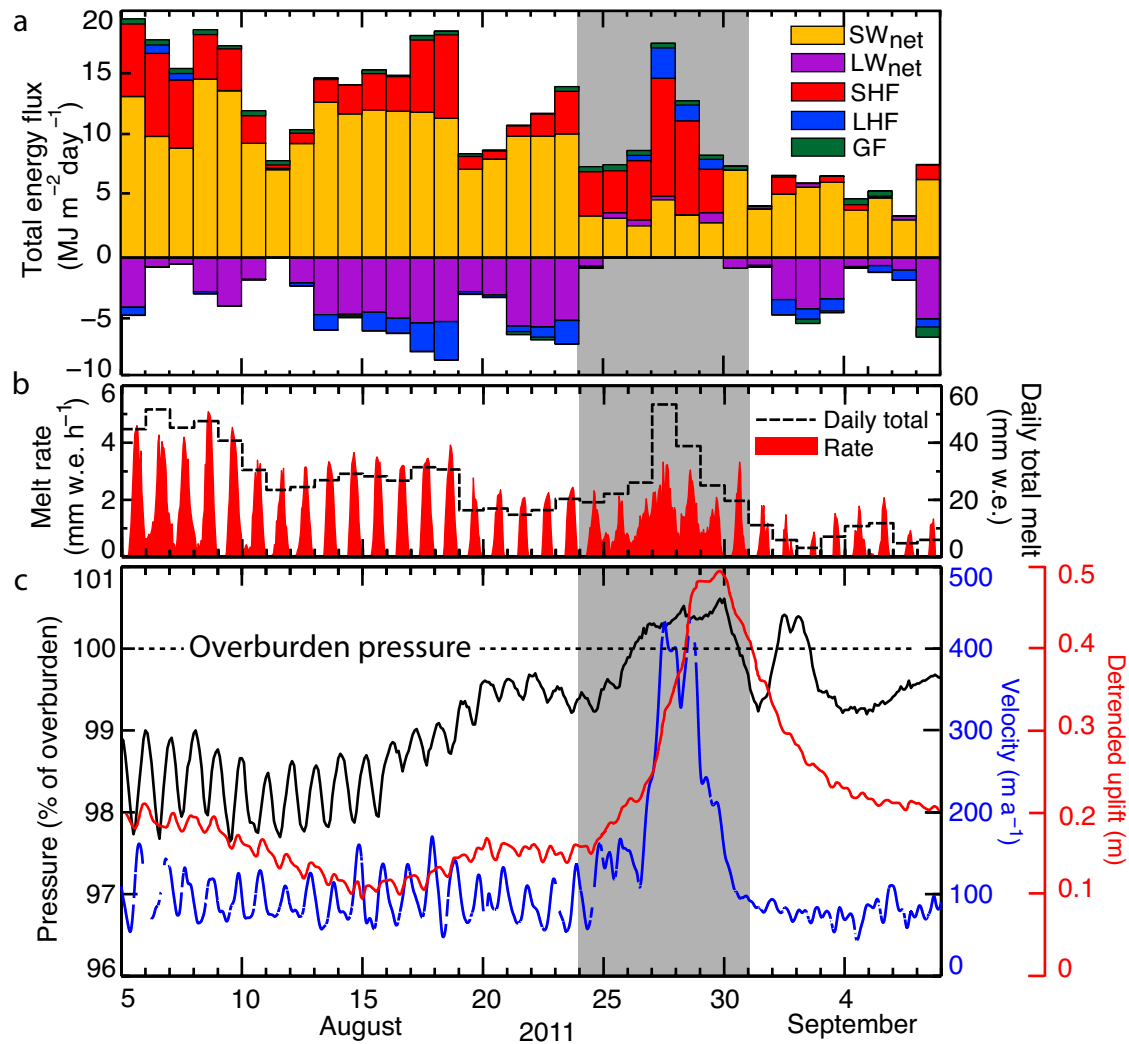 a
Total energy flux
(MJ m⁻² day⁻¹)
20
15
10
5
0
−5
−10
SWnet
LWnet
SHF
LHF
GF
b
Melt rate
(mm w.e. h⁻¹)
6
4
2
0
Daily total
Rate
60
40
20
0
Daily total melt
(mm w.e.)
c
Pressure (% of overburden)
101
100
99
98
97
96
Overburden pressure
500
400
300
200
100
0
Velocity (m a⁻¹)
0.5
0.4
0.3
0.2
0.1
0
Detrended uplift (m)
5 10 15 20 25 30 4
August 2011 September